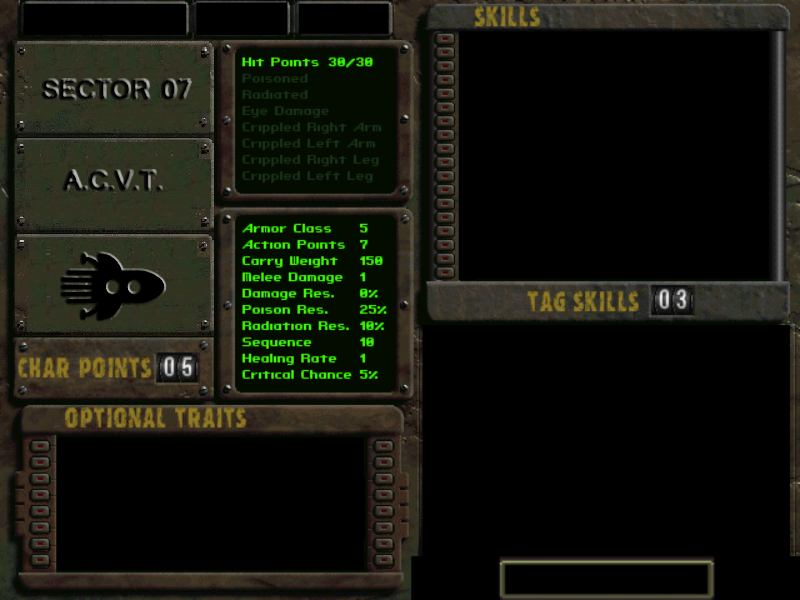 SKILLS
Hit Points 30/30
Poisoned
Radiated
Eye Damage
Crippled Right Arm
Crippled Left Arm
Crippled Right Leg
Crippled Left Leg
SECTOR 07
A.C.V.T.
Armor Class 5
Action Points 7
Carry Weight 150
Melee Damage 1
Damage Res. 0%
Poison Res. 25%
Radiation Res. 10%
Sequence 10
Healing Rate 1
Critical Chance 5%
TAG SKILLS 03
CHAR POINTS 05
OPTIONAL TRAITS